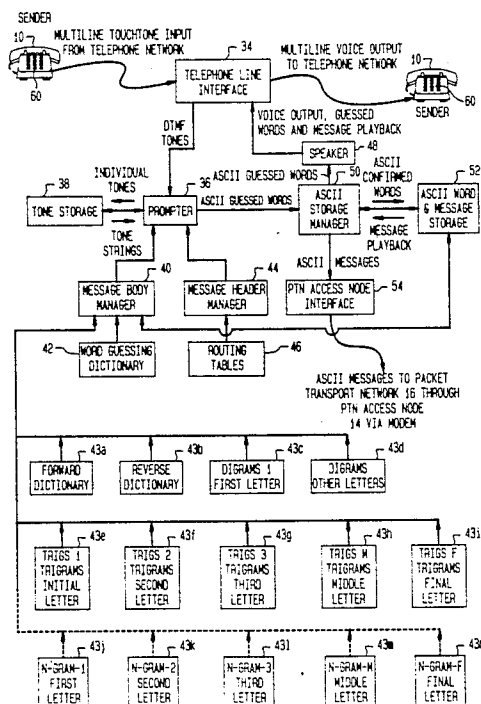 SENDER
10
60
MULTILINE TOUCHTONE INPUT
FROM TELEPHONE NETWORK
34
TELEPHONE LINE
INTERFACE
MULTILINE VOICE OUTPUT
TO TELEPHONE NETWORK
10
60
SENDER
DTMF
TONES
VOICE OUTPUT, GUESSED
WORDS AND MESSAGE PLAYBACK
48
SPEAKER
38
TONE STORAGE
INDIVIDUAL
TONES
TONE
STRINGS
36
PROMPTER
ASCII GUESSED WORDS
ASCII GUESSED WORDS
50
ASCII
STORAGE
MANAGER
ASCII
CONFIRMED
WORDS
MESSAGE
PLAYBACK
52
ASCII WORD
& MESSAGE
STORAGE
40
MESSAGE BODY
MANAGER
44
MESSAGE HEADER
MANAGER
ASCII MESSAGES
54
PTN ACCESS NODE
INTERFACE
42
WORD GUESSING
DICTIONARY
ROUTING
TABLES
46
ASCII MESSAGES TO PACKET
TRANSPORT NETWORK 16 THROUGH
PTN ACCESS NODE
14 VIA MODEM
43a
FORWARD
DICTIONARY
43b
REVERSE
DICTIONARY
43c
DIGRAMS 1
FIRST LETTER
43d
DIGRAMS
OTHER LETTERS
43e
TRIGS 1
TRIGRAMS
INITIAL
LETTER
43f
TRIGS 2
TRIGRAMS
SECOND
LETTER
43g
TRIGS 3
TRIGRAMS
THIRD
LETTER
43h
TRIGS M
TRIGRAMS
MIDDLE
LETTER
43i
TRIGS F
TRIGRAMS
FINAL
LETTER
43j
N-GRAM-1
FIRST
LETTER
43k
N-GRAM-2
SECOND
LETTER
43l
N-GRAM-3
THIRD
LETTER
43m
N-GRAM-M
MIDDLE
LETTER
N-GRAM-F
FINAL
LETTER